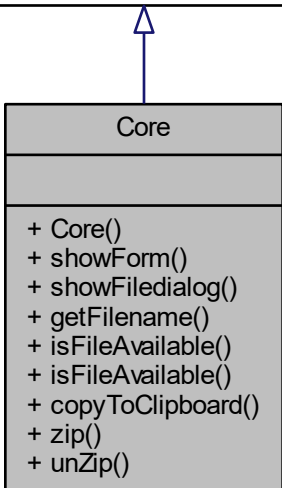 Core
+ Core()
+ showForm()
+ showFiledialog()
+ getFilename()
+ isFileAvailable()
+ isFileAvailable()
+ copyToClipboard()
+ zip()
+ unZip()